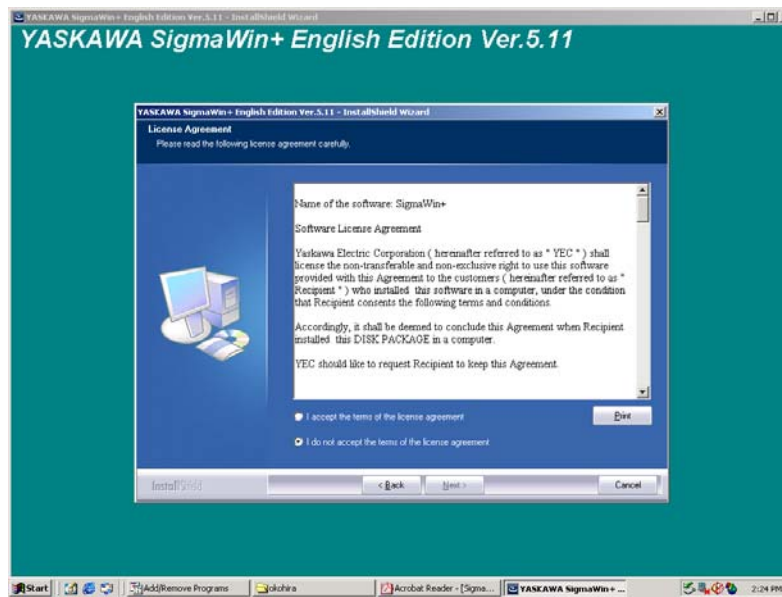 YASKAWA SigmaWin+ English Edition Ver.5.11 - InstallShield Wizard
YASKAWA SigmaWin+ English Edition Ver.5.11
YASKAWA SigmaWin+ English Edition Ver.5.11 - InstallShield Wizard
License Agreement
Please read the following license agreement carefully.
Name of the software: SigmaWin+
Software License Agreement
Yaskawa Electric Corporation ( hereinafter referred to as " YEC " ) shall
license the non-transferable and non-exclusive right to use this software
provided with this Agreement to the customers ( hereinafter referred to as "
Recipient " ) who installed this software in a computer, under the condition
that Recipient consents the following terms and conditions.
Accordingly, it shall be deemed to conclude this Agreement when Recipient
installed this DISK PACKAGE in a computer.
YEC should like to request Recipient to keep this Agreement.
I accept the terms of the license agreement
Print
I do not accept the terms of the license agreement
InstallShield
< Back
Next >
Cancel
Start
Add/Remove Programs
okohira
Acrobat Reader - [Sigma...
YASKAWA SigmaWin+ ...
2:24 PM